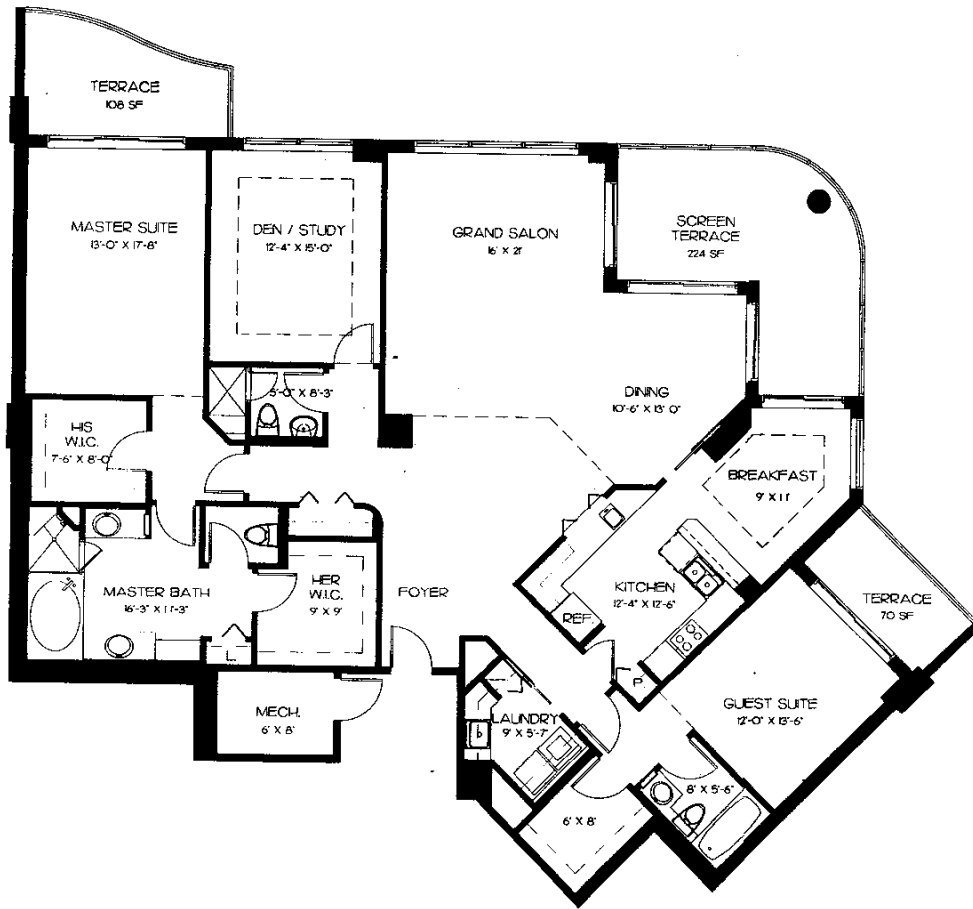 TERRACE
108 SF
MASTER SUITE
13'-0" X 17'-8"
DEN / STUDY
12'-4" X 15'-0"
GRAND SALON
16' X 21'
SCREEN
TERRACE
224 SF
5'-0" X 8'-3"
DINING
10'-6" X 13' 0"
HIS
W.I.C.
7'-6" X 8'-0"
BREAKFAST
9' X 11'
MASTER BATH
16'-3" X 11'-3"
HER
W.I.C.
9' X 9'
FOYER
KITCHEN
12'-4" X 12'-6"
REF.
TERRACE
70 SF
L
P
MECH.
6' X 8'
LAUNDRY
9' X 5'-7"
GUEST SUITE
12'-0" X 13'-6"
8' X 5'-6"
6' X 8'